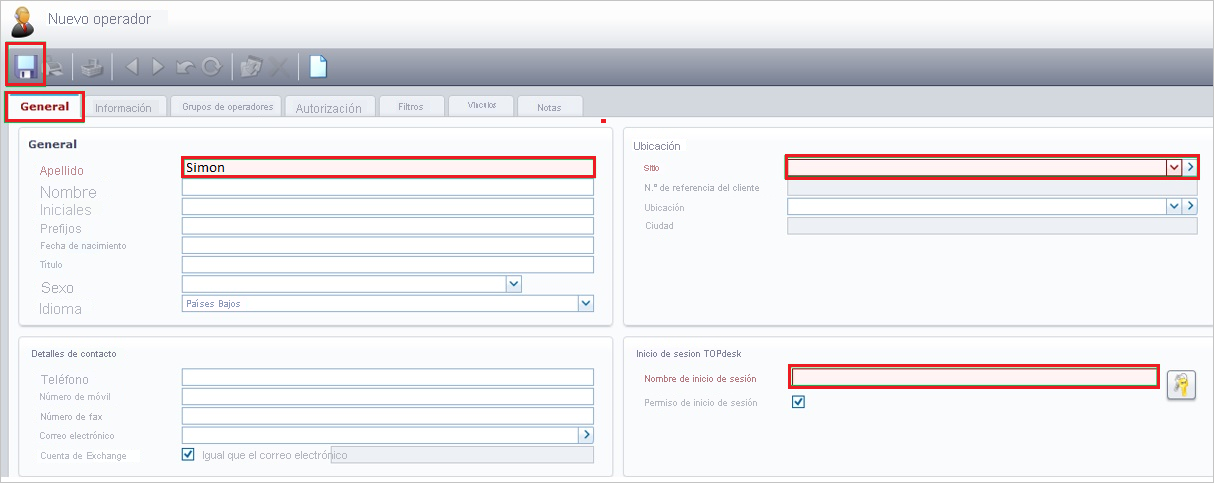 Nuevo operador
General Información Grupos de operadores Autorización Filtros Vínculos Notas
General
Apellido Simon
Nombre
Iniciales
Prefijos
Fecha de nacimiento
Título
Sexo
Idioma Países Bajos
Ubicación
Sitio
N.º de referencia del cliente
Ubicación
Ciudad
Detalles de contacto
Teléfono
Número de móvil
Número de fax
Correo electrónico
Cuenta de Exchange Igual que el correo electrónico
Inicio de sesion TOPdesk
Nombre de inicio de sesión
Permiso de inicio de sesión